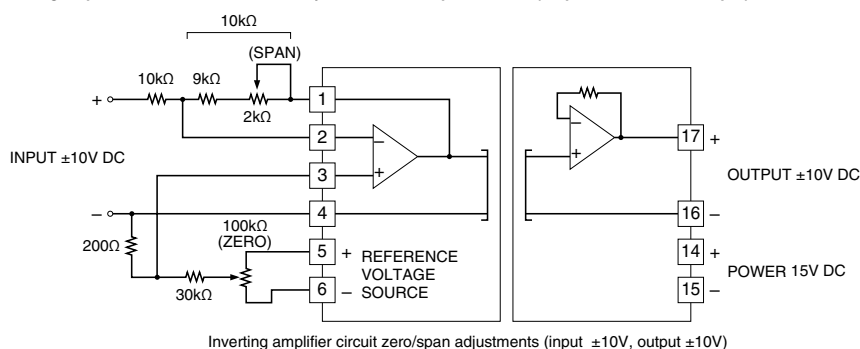 10kΩ
(SPAN)
10kΩ 9kΩ
2kΩ
+
1
2
−
3
+
INPUT ±10V DC
−
4
200Ω
100kΩ
(ZERO)
5
+ REFERENCE
VOLTAGE
6
− SOURCE
30kΩ
−
+
17 +
OUTPUT ±10V DC
16 −
14 +
POWER 15V DC
15 −
Inverting amplifier circuit zero/span adjustments (input ±10V, output ±10V)